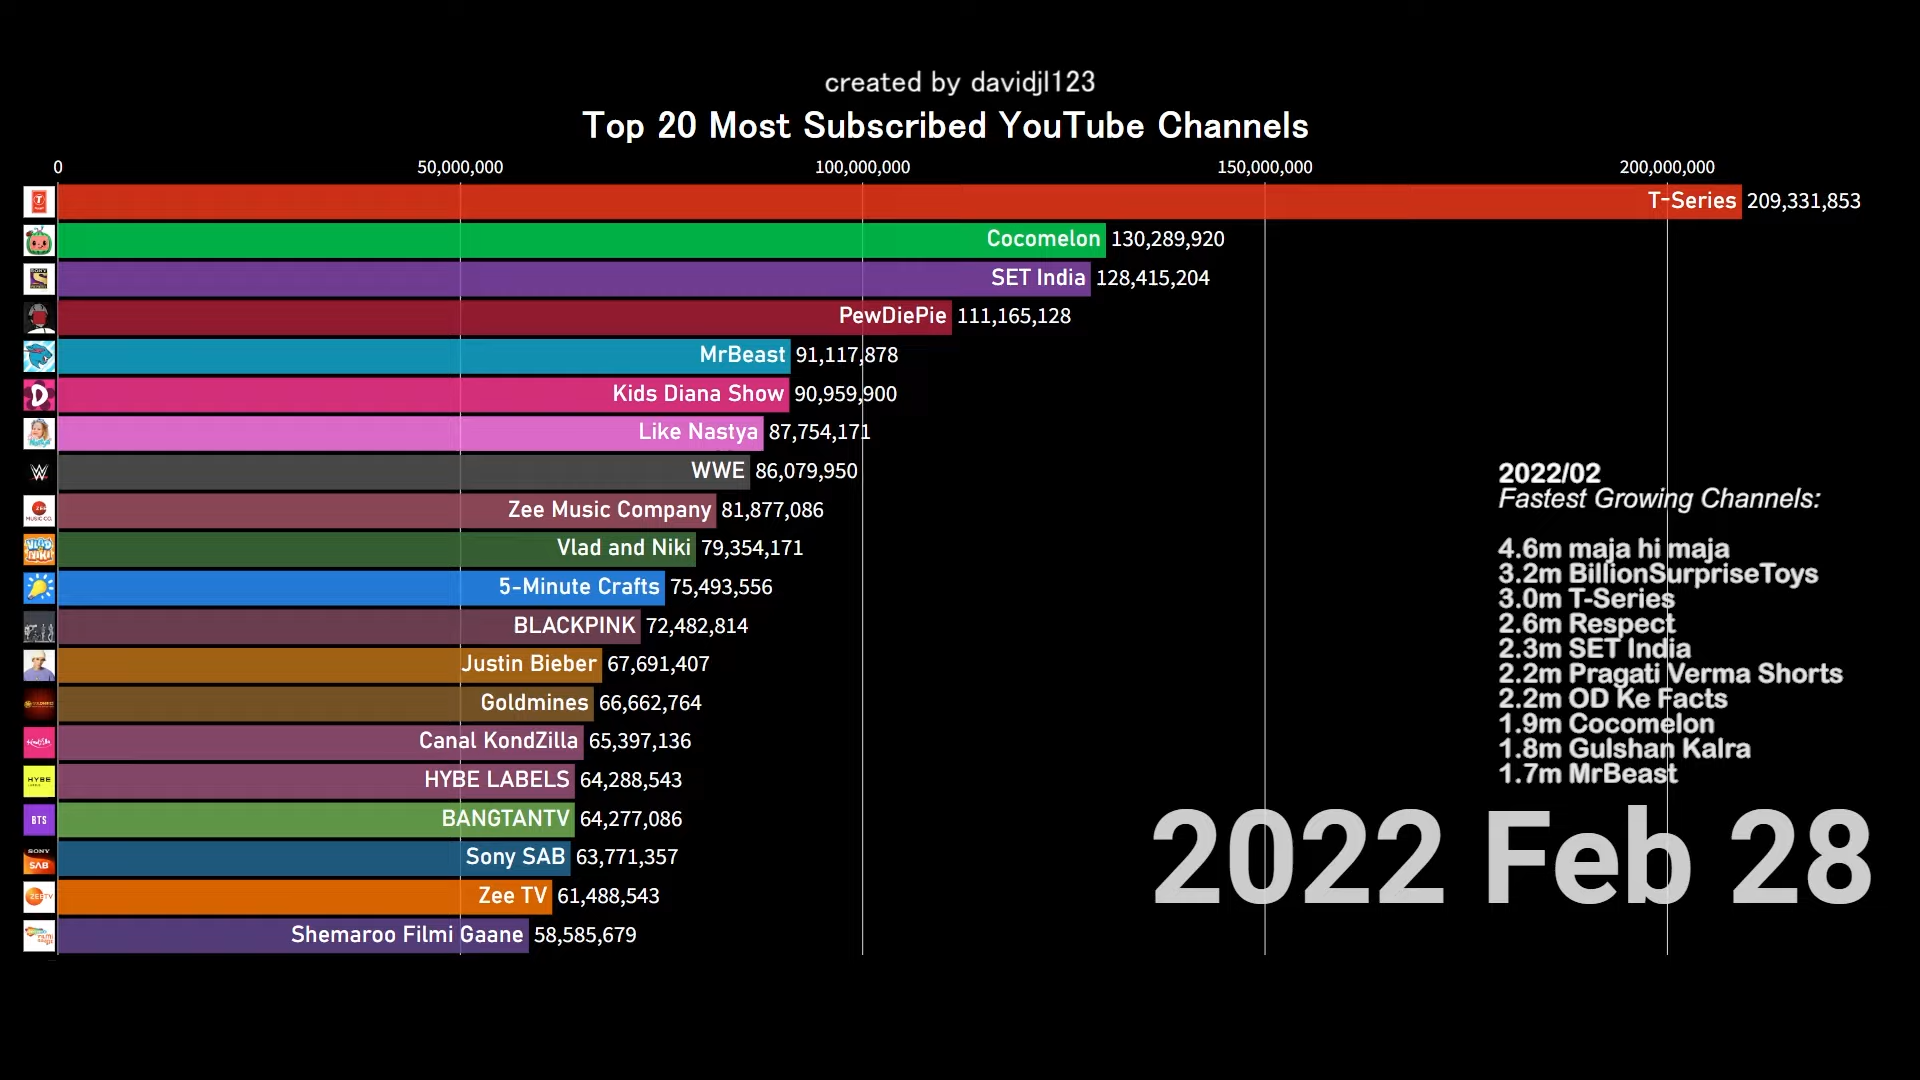 created by davidjl123
Top 20 Most Subscribed YouTube Channels
0 50,000,000 100,000,000 150,000,000 200,000,000
T-Series 209,331,853
Cocomelon 130,289,920
SET India 128,415,204
PewDiePie 111,165,128
MrBeast 91,117,878
Kids Diana Show 90,959,900
Like Nastya 87,754,171
WWE 86,079,950
Zee Music Company 81,877,086
Vlad and Niki 79,354,171
5-Minute Crafts 75,493,556
BLACKPINK 72,482,814
Justin Bieber 67,691,407
Goldmines 66,662,764
Canal KondZilla 65,397,136
HYBE LABELS 64,288,543
BANGTANTV 64,277,086
BTS
Sony SAB 63,771,357
SONY
SAB
Zee TV 61,488,543
Shemaroo Filmi Gaane 58,585,679
2022/02
Fastest Growing Channels:
4.6m maja hi maja
3.2m BillionSurpriseToys
3.0m T-Series
2.6m Respect
2.3m SET India
2.2m Pragati Verma Shorts
2.2m OD Ke Facts
1.9m Cocomelon
1.8m Gulshan Kalra
1.7m MrBeast
2022 Feb 28